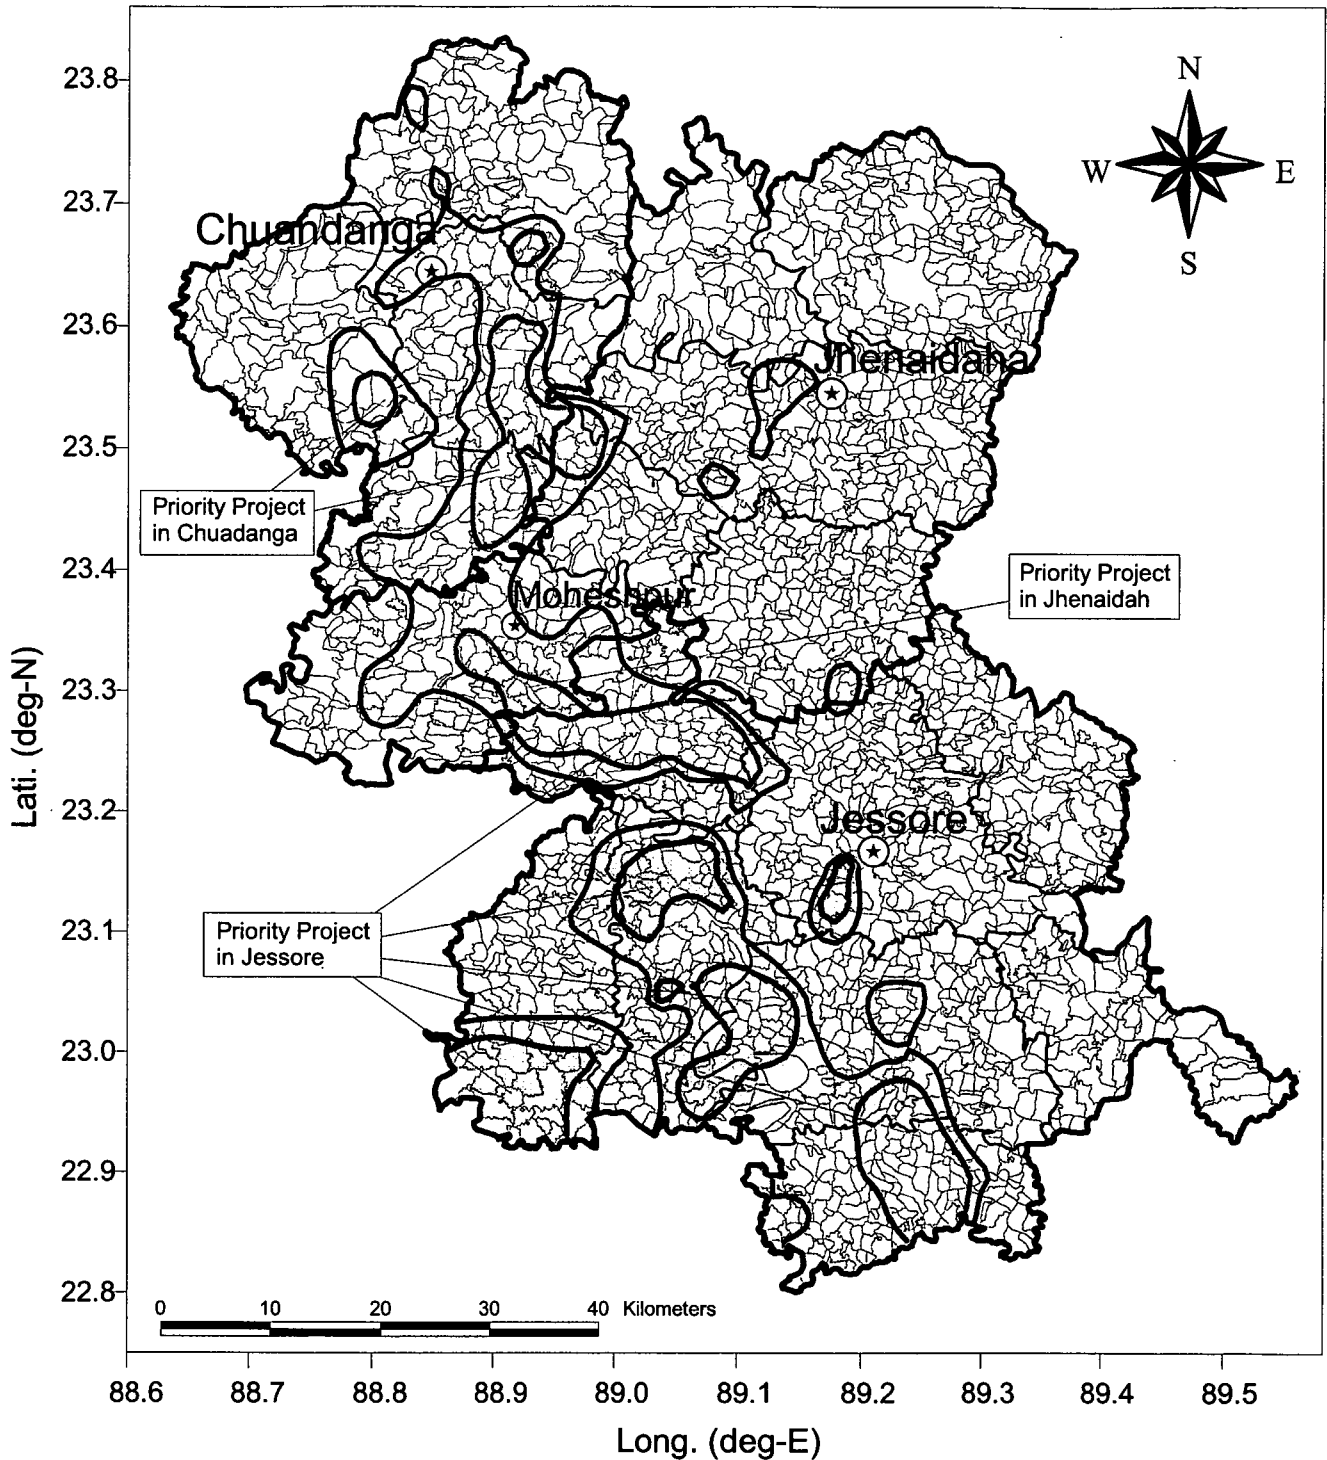 N
W E
S
23.8
23.7
Chuandanga
23.6
Jhenaidaha
23.5
Priority Project
in Chuadanga
23.4
Priority Project
in Jhenaidah
Moheshpur
23.3
Lati. (deg-N)
23.2
Jessore
Priority Project
in Jessore
23.1
23.0
22.9
22.8
0 10 20 30 40 Kilometers
88.6 88.7 88.8 88.9 89.0 89.1 89.2 89.3 89.4 89.5
Long. (deg-E)